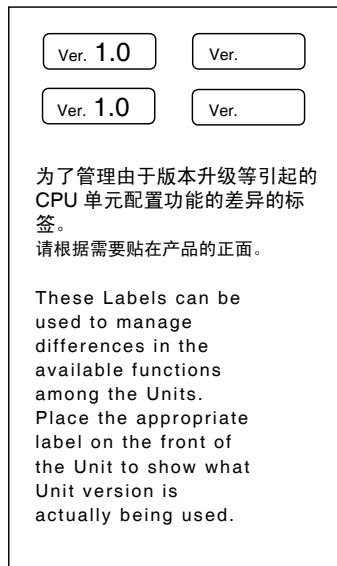 Ver. 1.0 Ver.
Ver. 1.0 Ver.
为了管理由于版本升级等引起的
CPU 单元配置功能的差异的标
签。
请根据需要贴在产品的正面。
These Labels can be
used to manage
differences in the
available functions
among the Units.
Place the appropriate
label on the front of
the Unit to show what
Unit version is
actually being used.